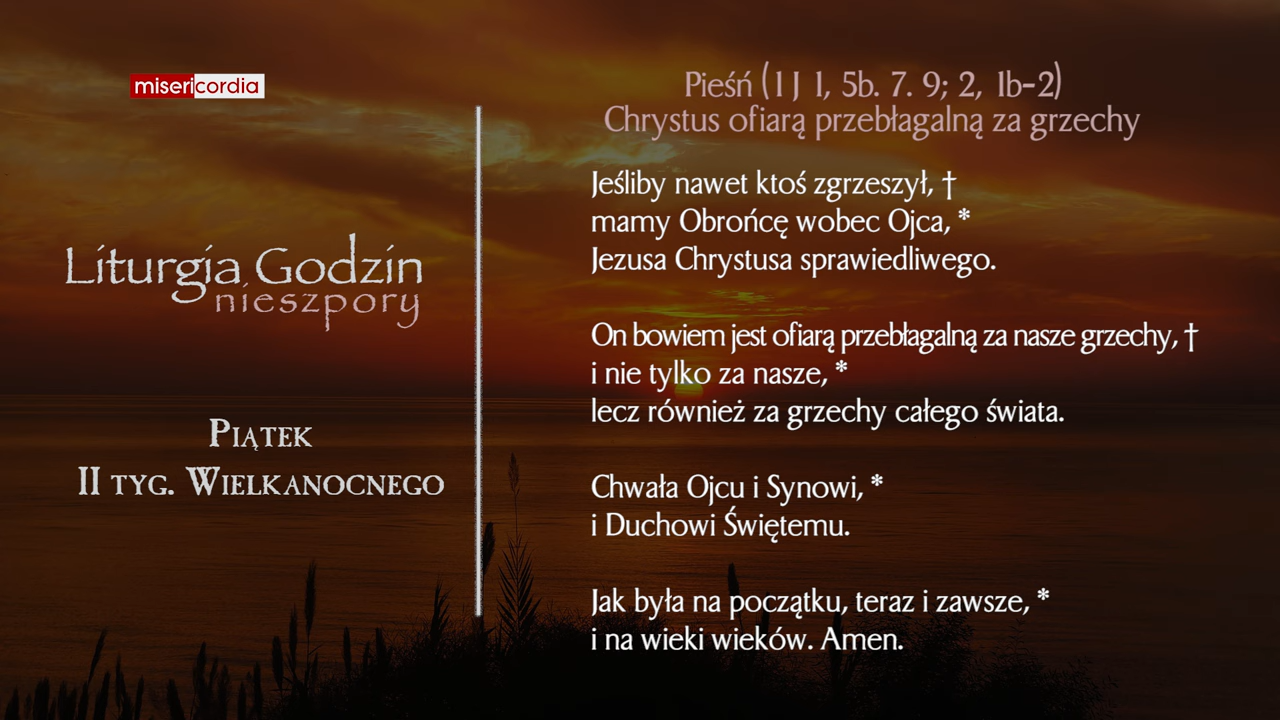 misericordia
Liturgia Godzin
nieszpory
Piątek
II tyg. Wielkanocnego
Pieśń (1 J 1, 5b. 7. 9; 2, 1b-2)
Chrystus ofiarą przebłagalną za grzechy
Jeśliby nawet ktoś zgrzeszył, †
mamy Obrońcę wobec Ojca, *
Jezusa Chrystusa sprawiedliwego.
On bowiem jest ofiarą przebłagalną za nasze grzechy, †
i nie tylko za nasze, *
lecz również za grzechy całego świata.
Chwała Ojcu i Synowi, *
i Duchowi Świętemu.
Jak była na początku, teraz i zawsze, *
i na wieki wieków. Amen.